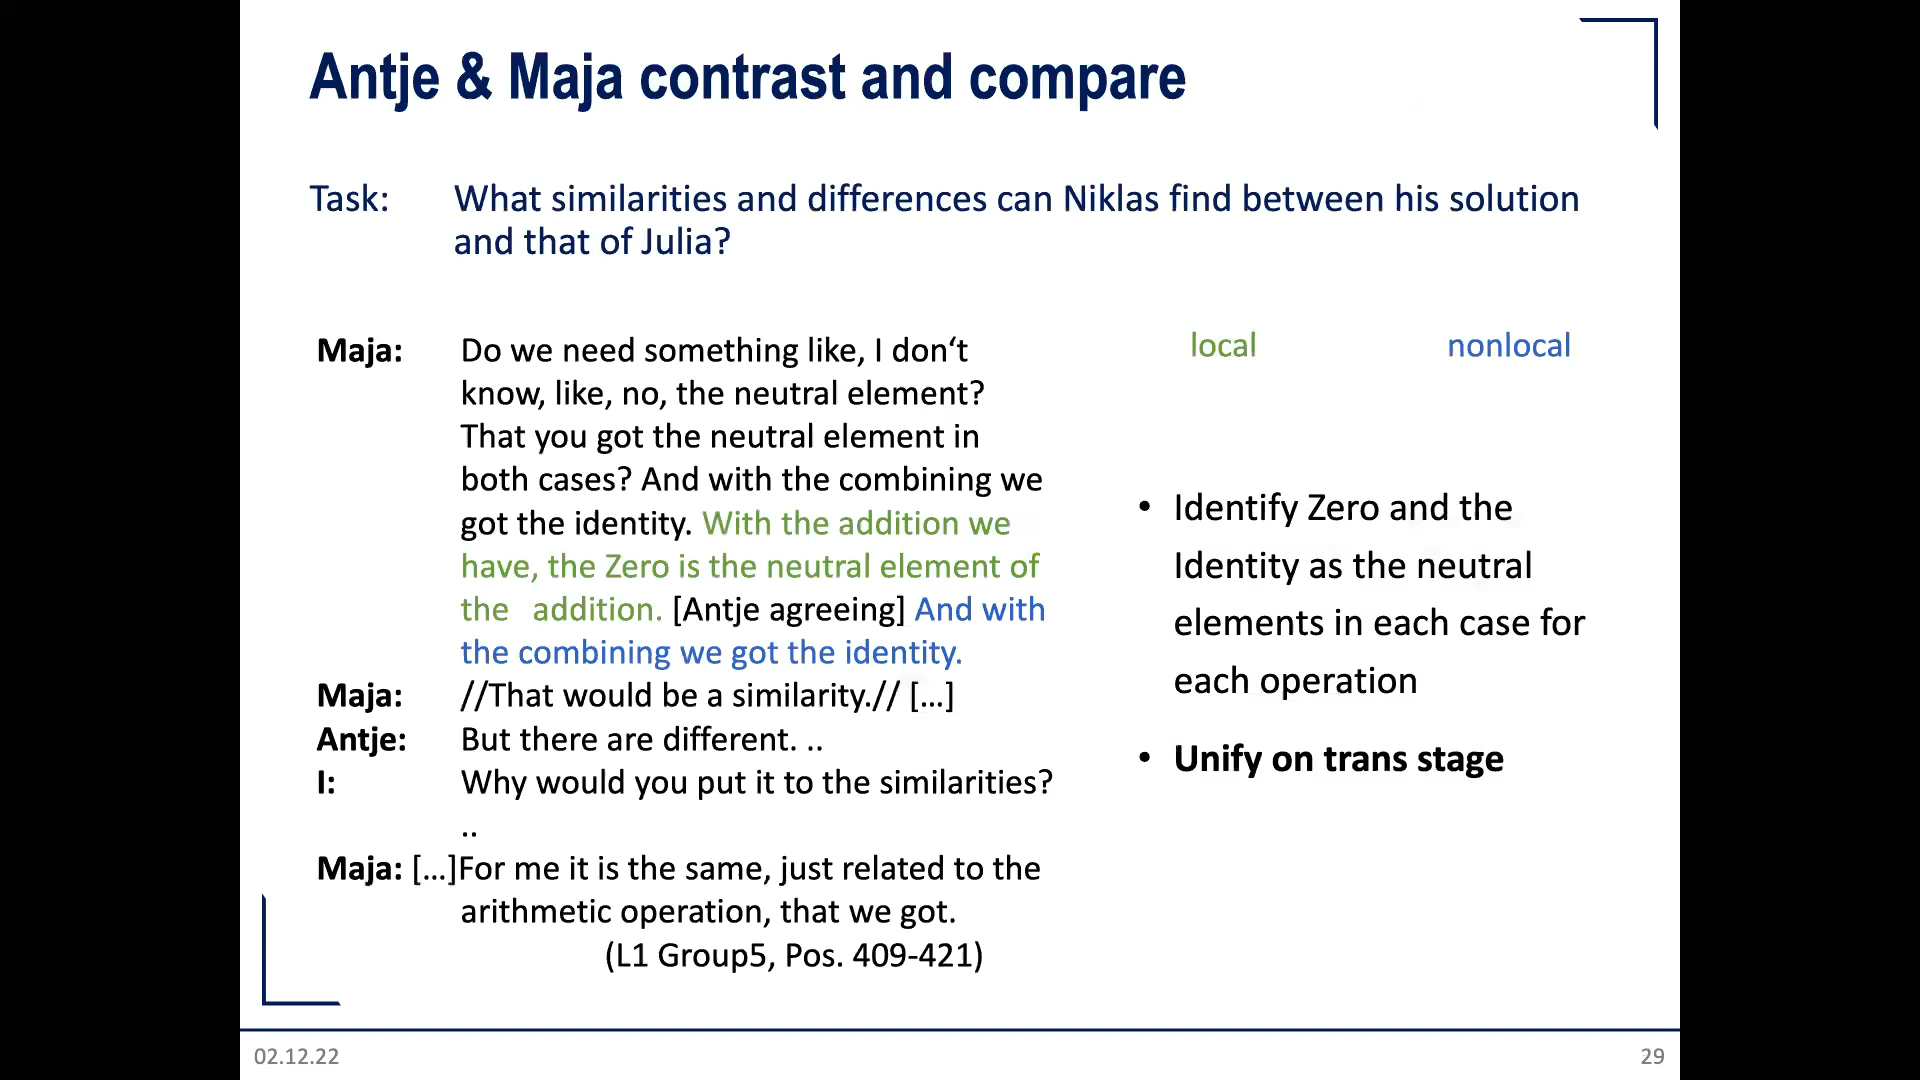 Antje & Maja contrast and compare
Task: What similarities and differences can Niklas find between his solution
and that of Julia?
Maja: Do we need something like, I don‘t
know, like, no, the neutral element?
That you got the neutral element in
both cases? And with the combining we
got the identity. With the addition we
have, the Zero is the neutral element of
the addition. [Antje agreeing] And with
the combining we got the identity.
Maja: //That would be a similarity.// […]
Antje: But there are different. ..
I: Why would you put it to the similarities?
..
Maja: […]For me it is the same, just related to the
arithmetic operation, that we got.
(L1 Group5, Pos. 409-421)
local nonlocal
• Identify Zero and the
Identity as the neutral
elements in each case for
each operation
• Unify on trans stage
02.12.22
29